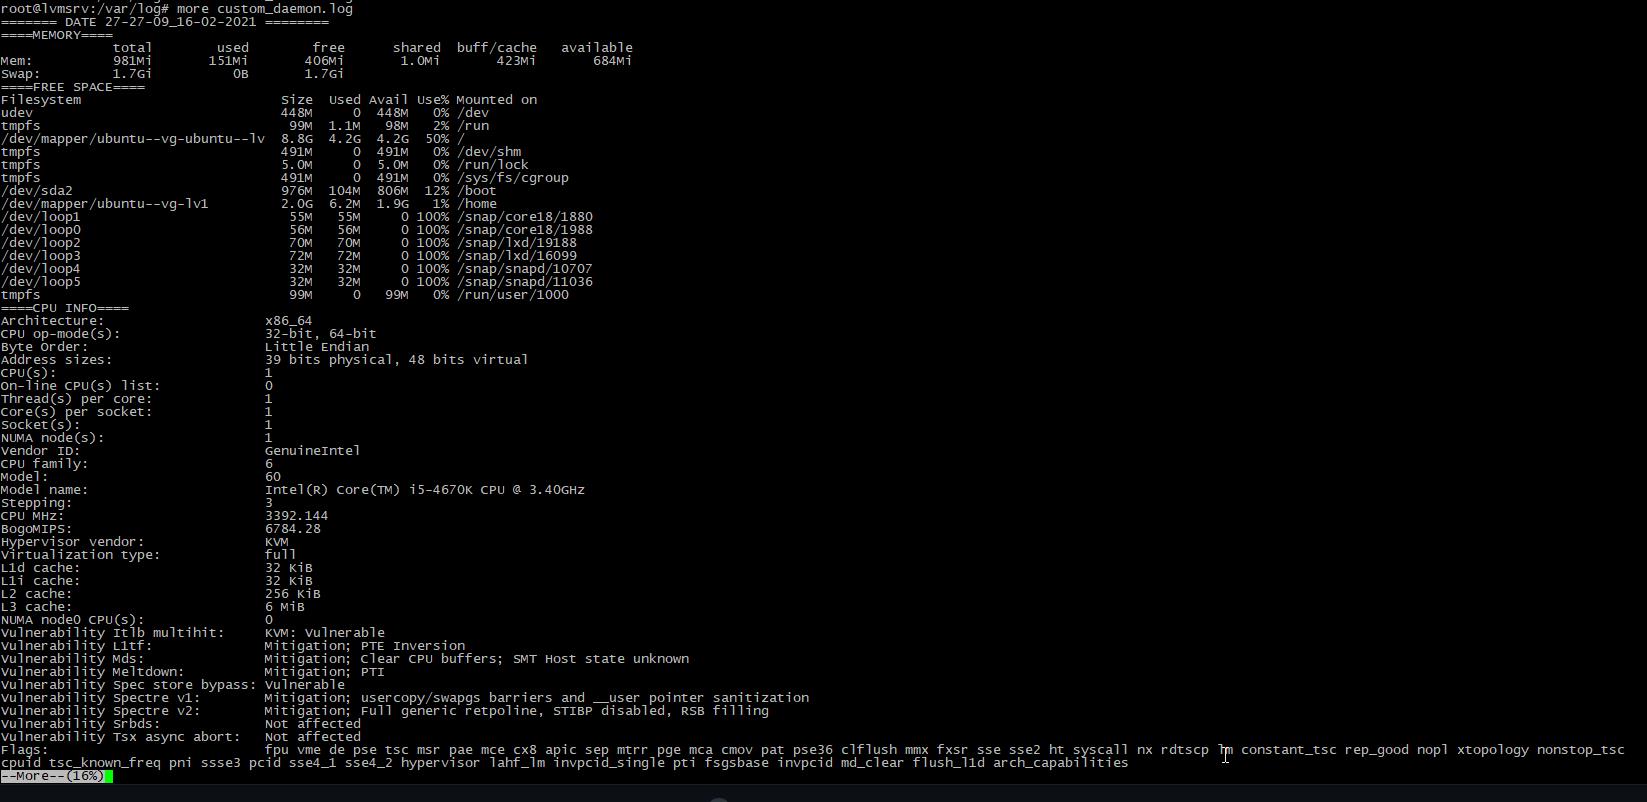 root@lvmsrv:/var/log# more custom_daemon.log
======= DATE 27-27-09_16-02-2021 ========
====MEMORY====
              total        used        free      shared  buff/cache   available
Mem:          981Mi       151Mi       406Mi       1.0Mi       423Mi       684Mi
Swap:         1.7Gi          0B       1.7Gi
====FREE SPACE====
Filesystem                         Size  Used Avail Use% Mounted on
udev                               448M     0  448M   0% /dev
tmpfs                               99M  1.1M   98M   2% /run
/dev/mapper/ubuntu--vg-ubuntu--lv  8.8G  4.2G  4.2G  50% /
tmpfs                              491M     0  491M   0% /dev/shm
tmpfs                              5.0M     0  5.0M   0% /run/lock
tmpfs                              491M     0  491M   0% /sys/fs/cgroup
/dev/sda2                          976M  104M  806M  12% /boot
/dev/mapper/ubuntu--vg-lv1         2.0G  6.2M  1.9G   1% /home
/dev/loop1                          55M   55M     0 100% /snap/core18/1880
/dev/loop0                          56M   56M     0 100% /snap/core18/1988
/dev/loop2                          70M   70M     0 100% /snap/lxd/19188
/dev/loop3                          72M   72M     0 100% /snap/lxd/16099
/dev/loop4                          32M   32M     0 100% /snap/snapd/10707
/dev/loop5                          32M   32M     0 100% /snap/snapd/11036
tmpfs                               99M     0   99M   0% /run/user/1000
====CPU INFO====
Architecture:                    x86_64
CPU op-mode(s):                  32-bit, 64-bit
Byte Order:                      Little Endian
Address sizes:                   39 bits physical, 48 bits virtual
CPU(s):                          1
On-line CPU(s) list:             0
Thread(s) per core:              1
Core(s) per socket:              1
Socket(s):                       1
NUMA node(s):                    1
Vendor ID:                       GenuineIntel
CPU family:                      6
Model:                           60
Model name:                      Intel(R) Core(TM) i5-4670K CPU @ 3.40GHz
Stepping:                        3
CPU MHz:                         3392.144
BogoMIPS:                        6784.28
Hypervisor vendor:               KVM
Virtualization type:             full
L1d cache:                       32 KiB
L1i cache:                       32 KiB
L2 cache:                        256 KiB
L3 cache:                        6 MiB
NUMA node0 CPU(s):               0
Vulnerability Itlb multihit:     KVM: Vulnerable
Vulnerability L1tf:              Mitigation; PTE Inversion
Vulnerability Mds:               Mitigation; Clear CPU buffers; SMT Host state unknown
Vulnerability Meltdown:          Mitigation; PTI
Vulnerability Spec store bypass: Vulnerable
Vulnerability Spectre v1:        Mitigation; usercopy/swapgs barriers and __user pointer sanitization
Vulnerability Spectre v2:        Mitigation; Full generic retpoline, STIBP disabled, RSB filling
Vulnerability Srbds:             Not affected
Vulnerability Tsx async abort:   Not affected
Flags:                           fpu vme de pse tsc msr pae mce cx8 apic sep mtrr pge mca cmov pat pse36 clflush mmx fxsr sse sse2 ht syscall nx rdtscp lm constant_tsc rep_good nopl xtopology nonstop_tsc
cpuid tsc_known_freq pni ssse3 pcid sse4_1 sse4_2 hypervisor lahf_lm invpcid_single pti fsgsbase invpcid md_clear flush_l1d arch_capabilities
--More--(16%)